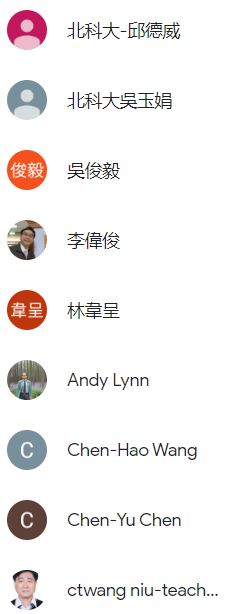 北科大-邱德威
北科大吳玉娟
俊毅 吳俊毅
李偉俊
韋呈 林韋呈
Andy Lynn
C Chen-Hao Wang
C Chen-Yu Chen
ctwang niu-teach...